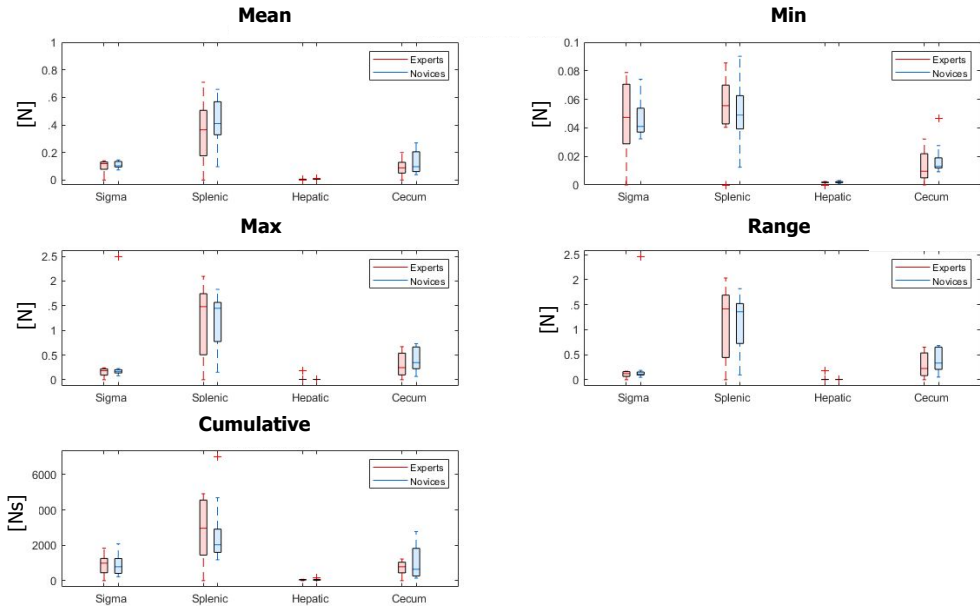 Mean
1
0.8
.6
.4
0.2
0
[N]
Experts
Novices
Sigma Splenic Hepatic Cecum
Min
0.1
0.08
.06
.04
0.02
0
[N]
Experts
Novices
Sigma Splenic Hepatic Cecum
Max
2.5
2
.5
1
0.5
0
[N]
Experts
Novices
Sigma Splenic Hepatic Cecum
Range
2.5
2
.5
1
0.5
0
[N]
Experts
Novices
Sigma Splenic Hepatic Cecum
Cumulative
6000
000
2000
0
[Ns]
Experts
Novices
Sigma Splenic Hepatic Cecum